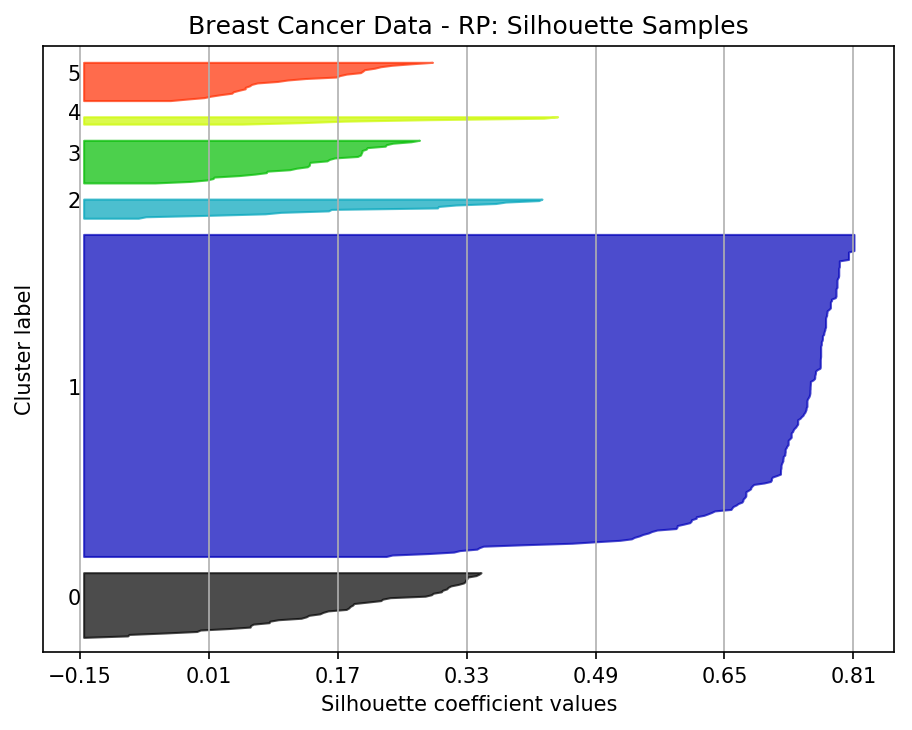 Breast Cancer Data - RP: Silhouette Samples
5
4
3
2
1
0
Cluster label
−0.15 0.01 0.17 0.33 0.49 0.65 0.81
Silhouette coefficient values